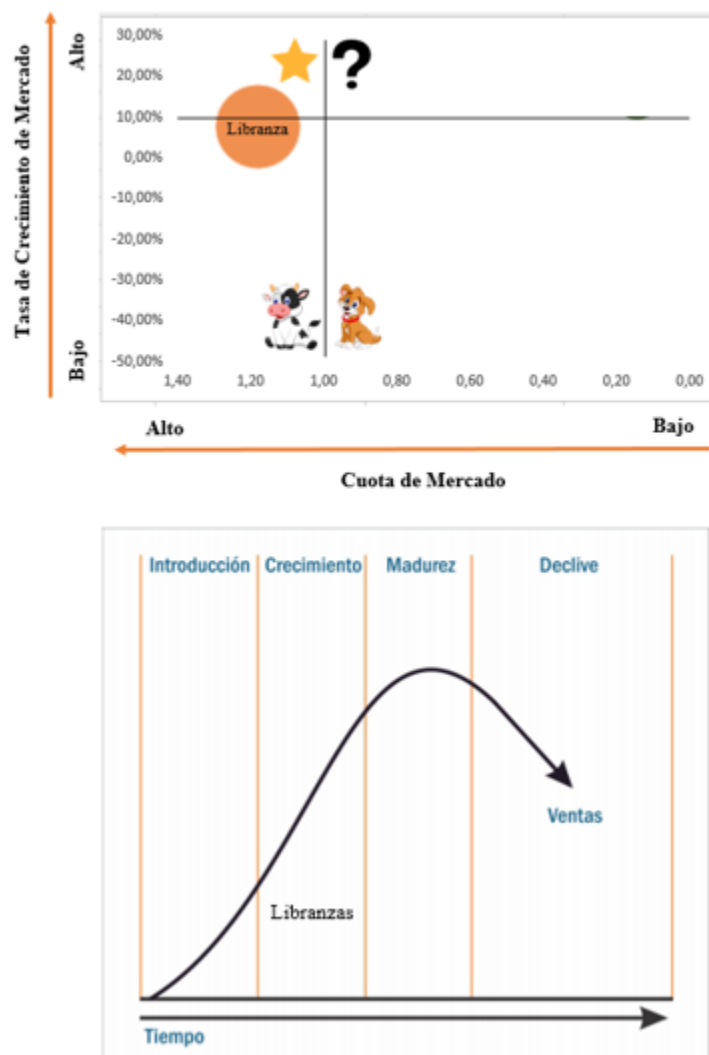 Tasa de Crecimiento de Mercado
Alto
Bajo
30,00%
20,00%
10,00%
0,00%
-10,00%
-20,00%
-30,00%
-40,00%
-50,00%
?
Libranza
1,40 1,20 1,00 0,80 0,60 0,40 0,20 0,00
Alto Bajo
Cuota de Mercado
Introducción Crecimiento Madurez Declive
Ventas
Libranzas
Tiempo